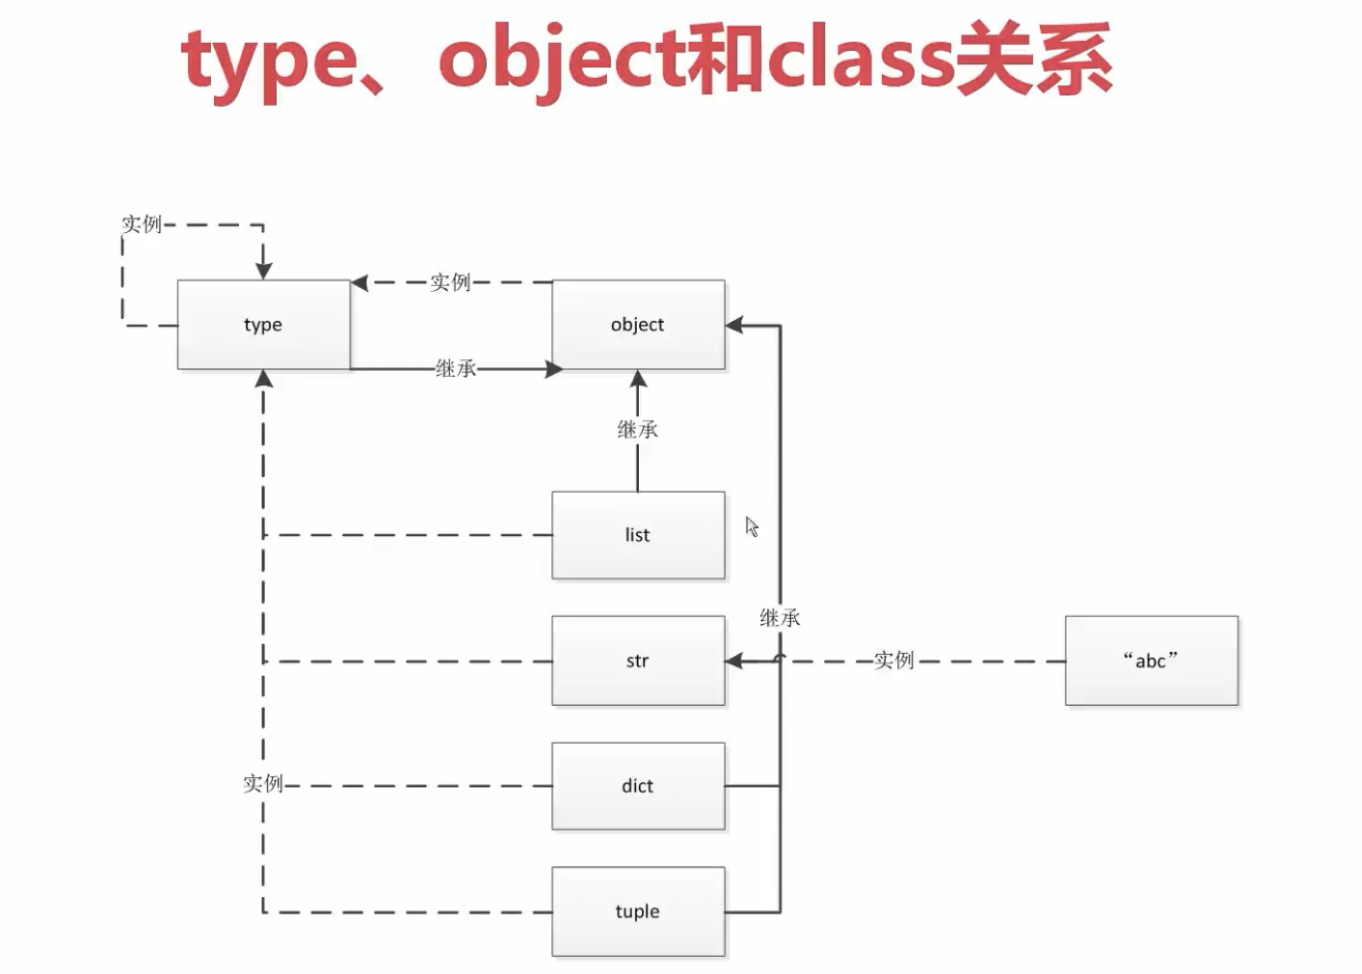 type、object和class关系
实例
实例
type
object
继承
继承
list
继承
str
实例
“abc”
实例
dict
tuple